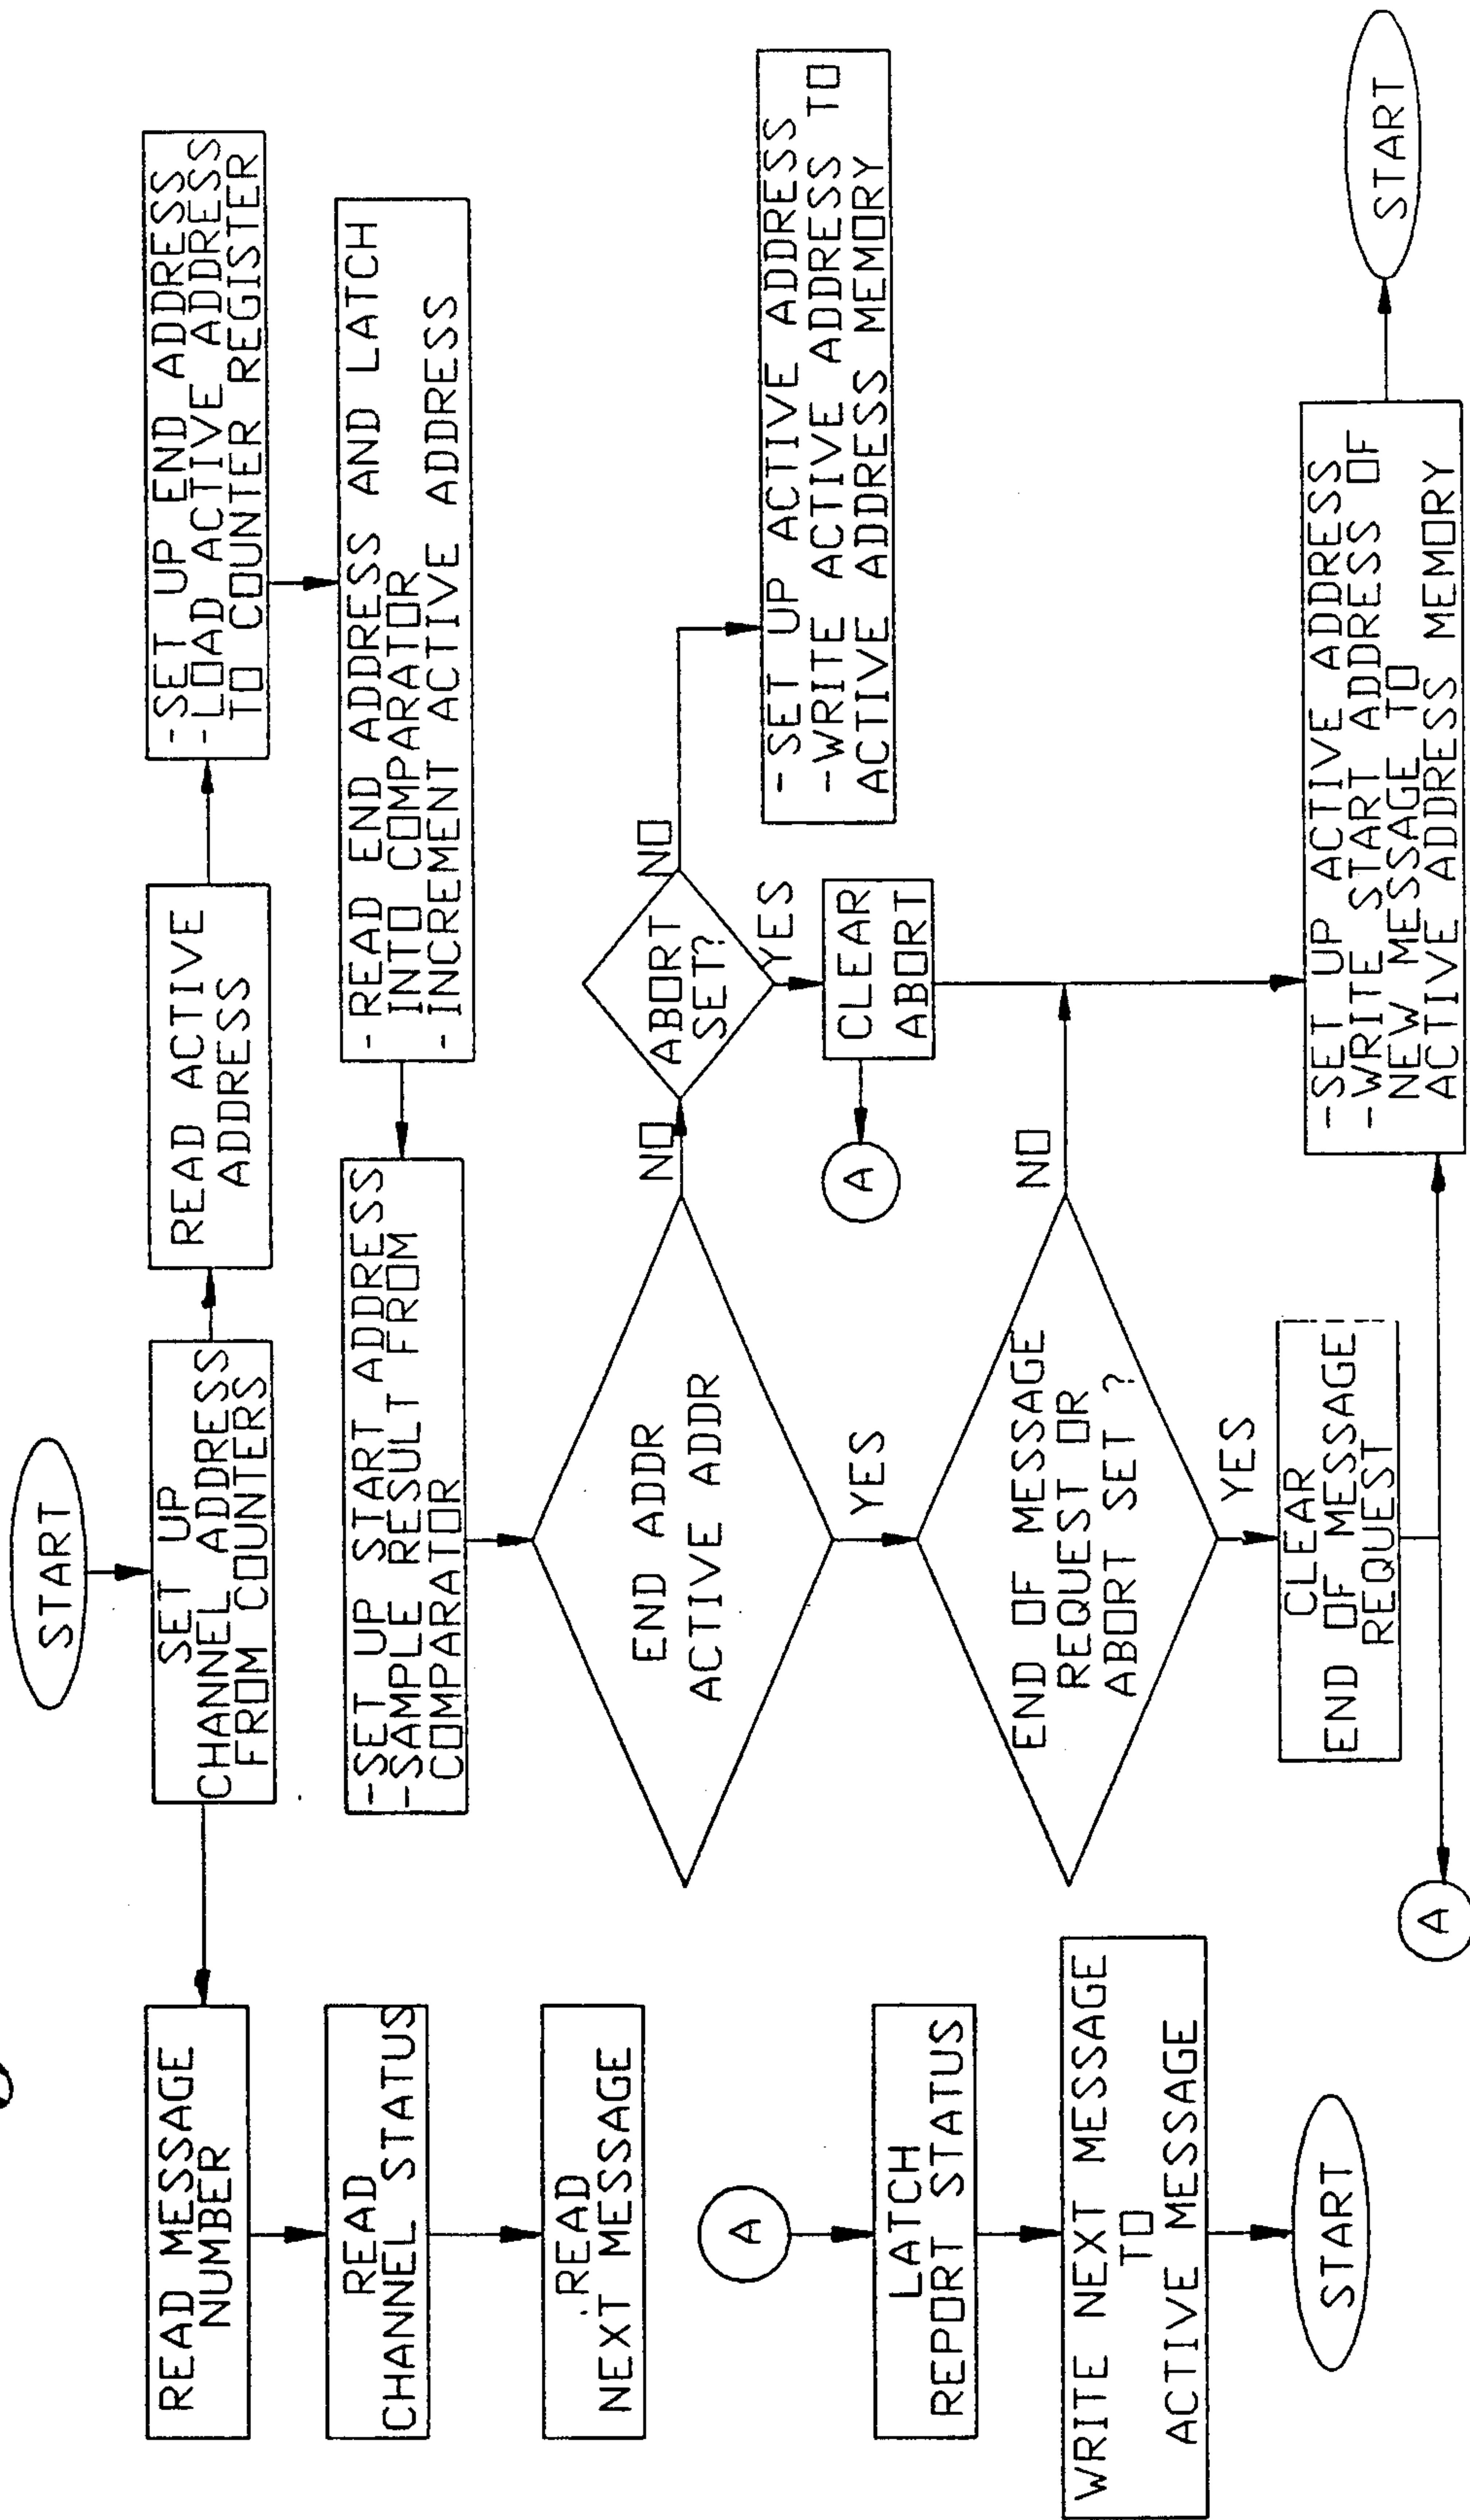 START
SET UP
CHANNEL ADDRESS
FROM COUNTERS
READ ACTIVE
ADDRESS
-SET UP END ADDRESS
-LOAD ACTIVE ADDRESS
TO COUNTER REGISTER
- READ END ADDRESS AND LATCH
INTO COMPARATOR
- INCREMENT ACTIVE ADDRESS
-SET UP START ADDRESS
-SAMPLE RESULT FROM
COMPARATOR
END ADDR
ACTIVE ADDR
NO
YES
ABORT
SET?
NO
YES
-SET UP ACTIVE ADDRESS
-WRITE ACTIVE ADDRESS TO
ACTIVE ADDRESS MEMORY
CLEAR
ABORT
A
END OF MESSAGE
REQUEST OR
ABORT SET ?
NO
YES
CLEAR
END OF MESSAGE
REQUEST
A
-SET UP ACTIVE ADDRESS
-WRITE START ADDRESS OF
NEW MESSAGE TO
ACTIVE ADDRESS MEMORY
START
READ MESSAGE
NUMBER
READ
CHANNEL STATUS
READ
NEXT MESSAGE
A
LATCH
REPORT STATUS
WRITE NEXT MESSAGE
TO
ACTIVE MESSAGE
START